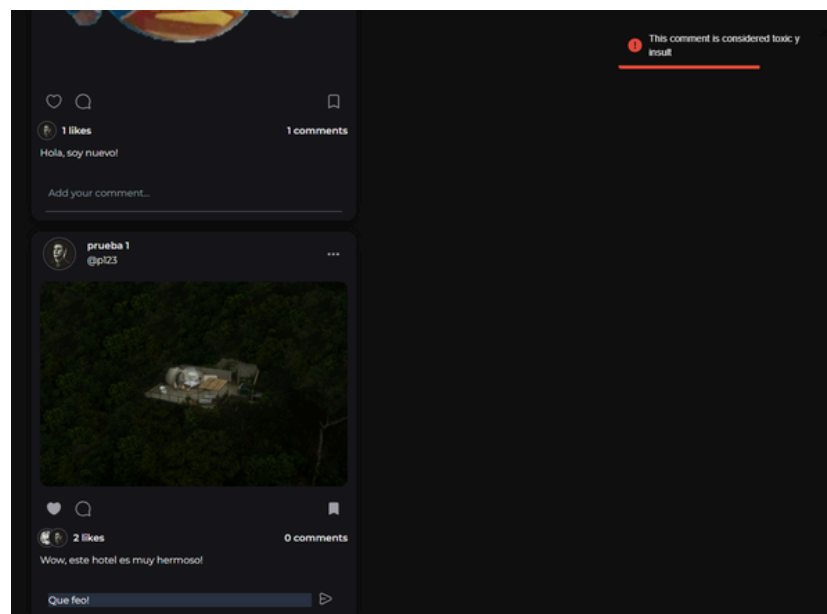 This comment is considered toxic y
insult
1 likes
1 comments
Hola, soy nuevo!
Add your comment...
prueba 1
@p123
2 likes
0 comments
Wow, este hotel es muy hermoso!
Que feo!